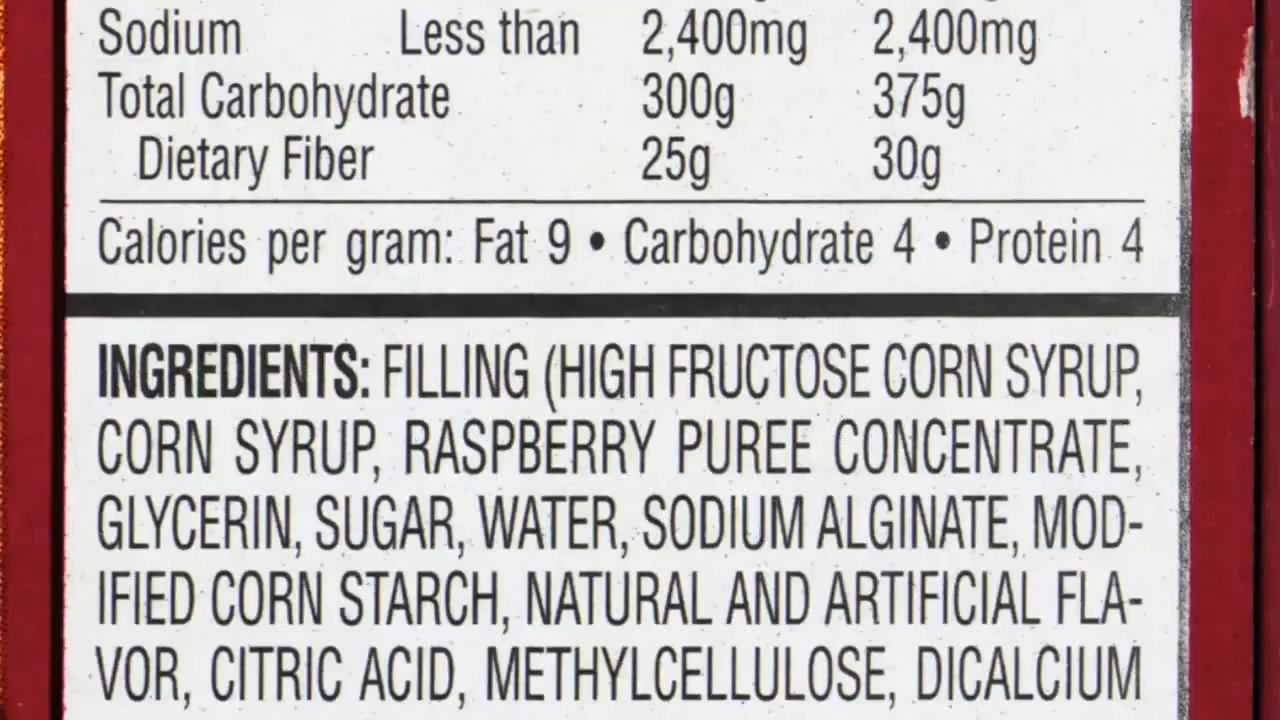 Sodium Less than 2,400mg 2,400mg
Total Carbohydrate 300g 375g
Dietary Fiber 25g 30g
Calories per gram: Fat 9 • Carbohydrate 4 • Protein 4
INGREDIENTS: FILLING (HIGH FRUCTOSE CORN SYRUP,
CORN SYRUP, RASPBERRY PUREE CONCENTRATE,
GLYCERIN, SUGAR, WATER, SODIUM ALGINATE, MOD-
IFIED CORN STARCH, NATURAL AND ARTIFICIAL FLA-
VOR, CITRIC ACID, METHYLCELLULOSE, DICALCIUM